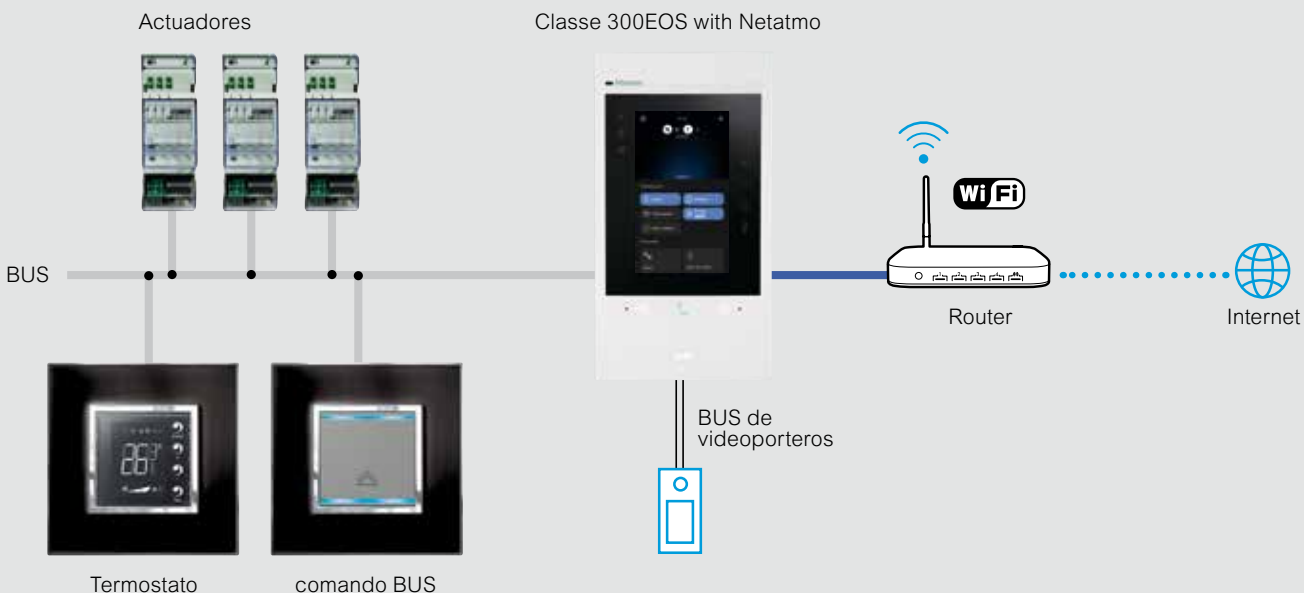 Actuadores
Classe 300EOS with Netatmo
WiFi
BUS
Router
Internet
BUS de
videoporteros
Termostato
comando BUS